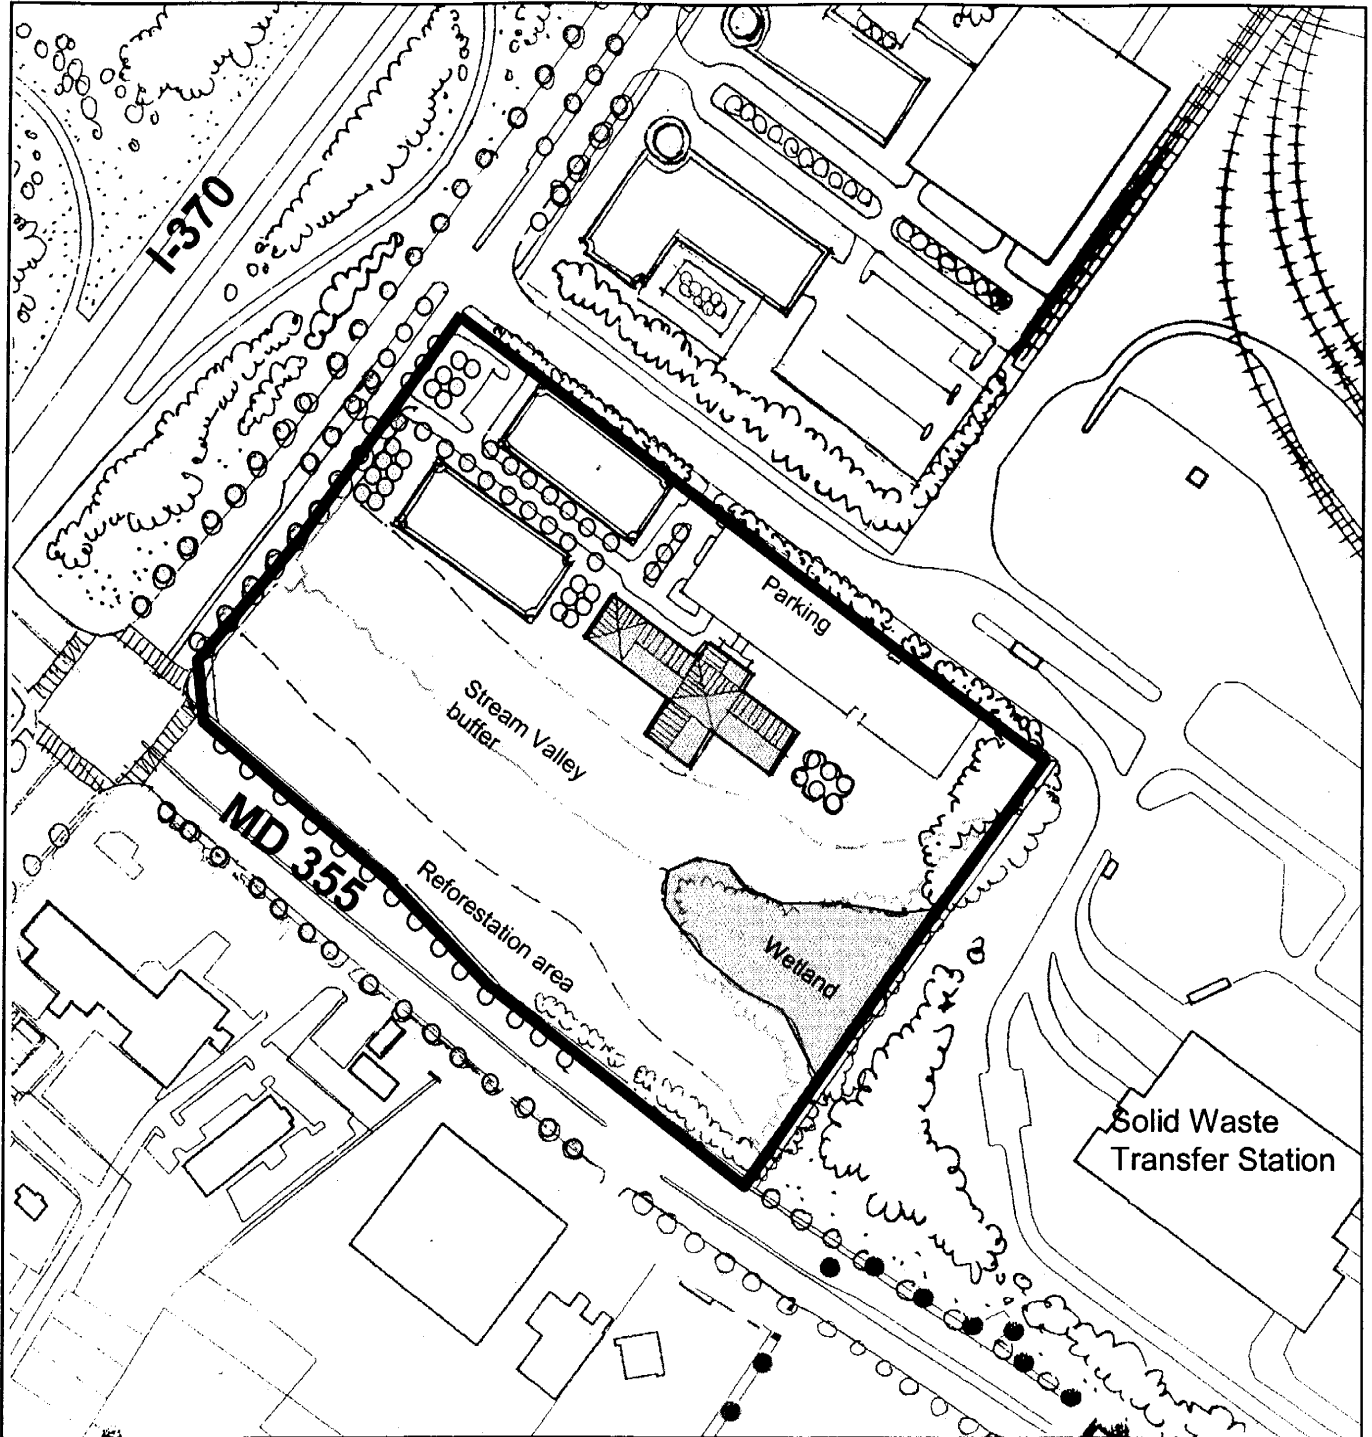 I-370
Parking
Stream Valley
buffer
MD 355
Reforestation area
Wetland
Solid Waste
Transfer Station